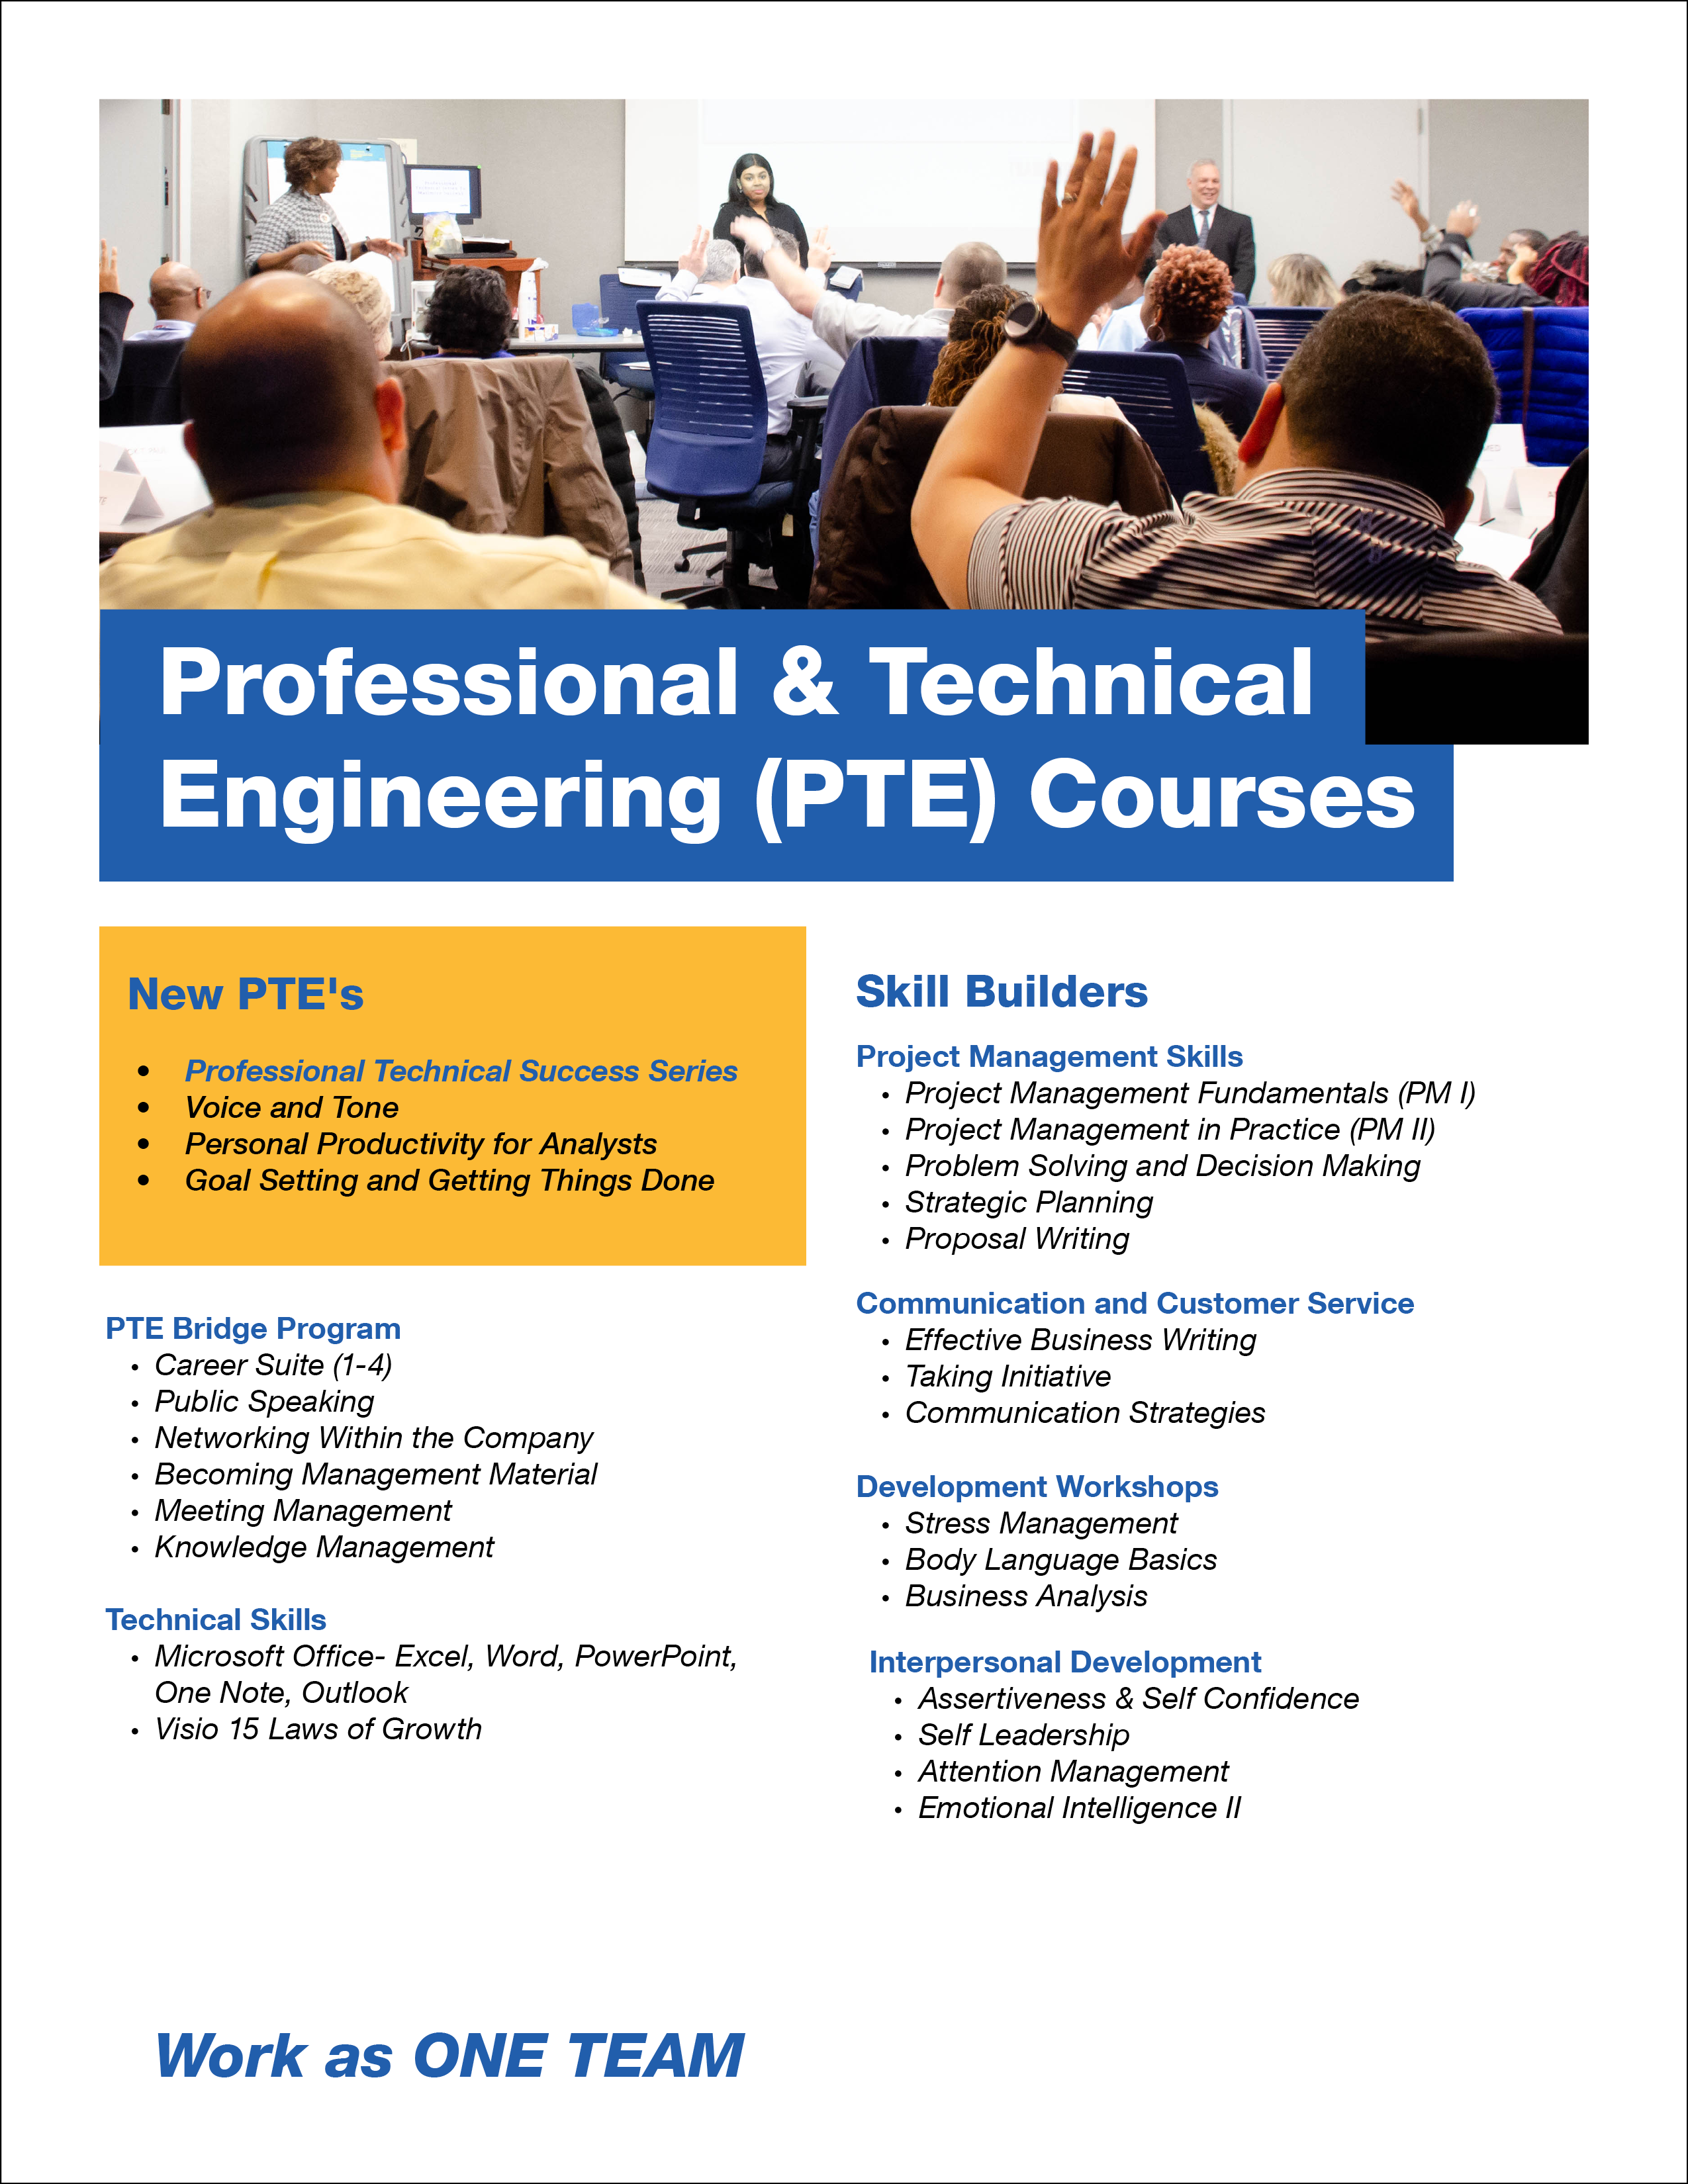 Professional & Technical
Engineering (PTE) Courses
New PTE's
• Professional Technical Success Series
• Voice and Tone
• Personal Productivity for Analysts
• Goal Setting and Getting Things Done
PTE Bridge Program
• Career Suite (1-4)
• Public Speaking
• Networking Within the Company
• Becoming Management Material
• Meeting Management
• Knowledge Management
Technical Skills
• Microsoft Office- Excel, Word, PowerPoint,
One Note, Outlook
• Visio 15 Laws of Growth
Skill Builders
Project Management Skills
• Project Management Fundamentals (PM I)
• Project Management in Practice (PM II)
• Problem Solving and Decision Making
• Strategic Planning
• Proposal Writing
Communication and Customer Service
• Effective Business Writing
• Taking Initiative
• Communication Strategies
Development Workshops
• Stress Management
• Body Language Basics
• Business Analysis
Interpersonal Development
• Assertiveness & Self Confidence
• Self Leadership
• Attention Management
• Emotional Intelligence II
Work as ONE TEAM